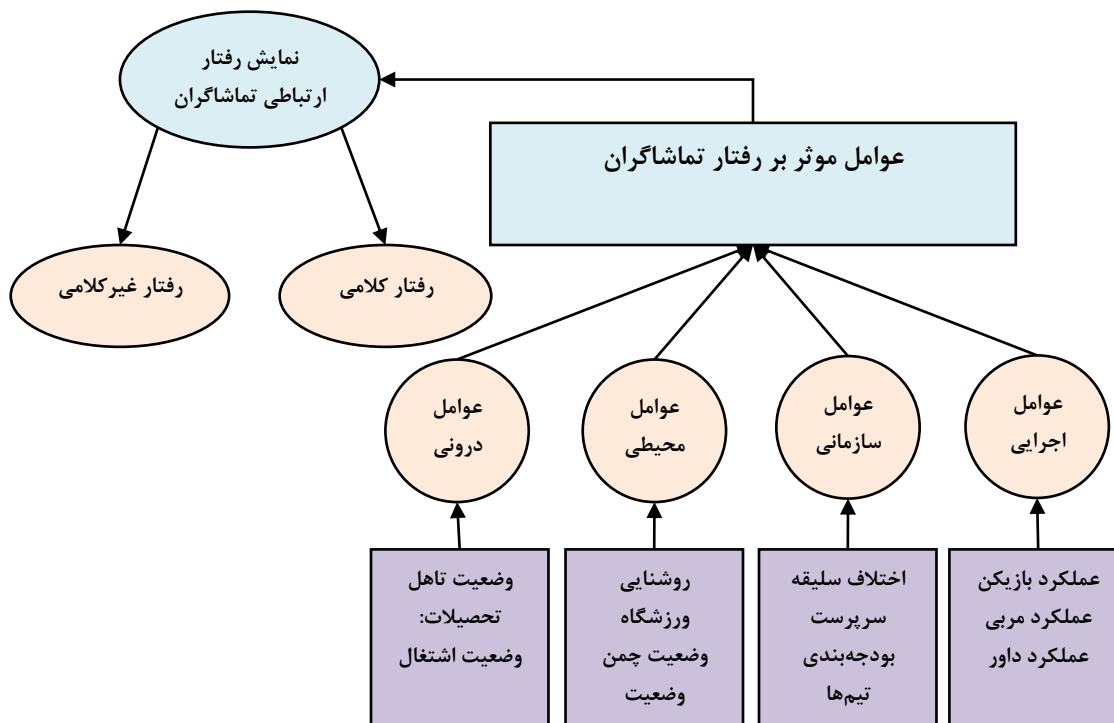 نمایش رفتار
ارتباطی تماشاگران
عوامل موثر بر رفتار تماشاگران
رفتار کلامی
رفتار غیرکلامی
عوامل
اجرایی
عوامل
سازمانی
عوامل
محیطی
عوامل
درونی
عملکرد بازیکن
عملکرد مربی
عملکرد داور
اختلاف سلیقه
سرپرست
بودجه‌بندی
تیم‌ها
روشنایی
ورزشگاه
وضعیت چمن
وضعیت
وضعیت تاهل
تحصیلات:
وضعیت اشتغال